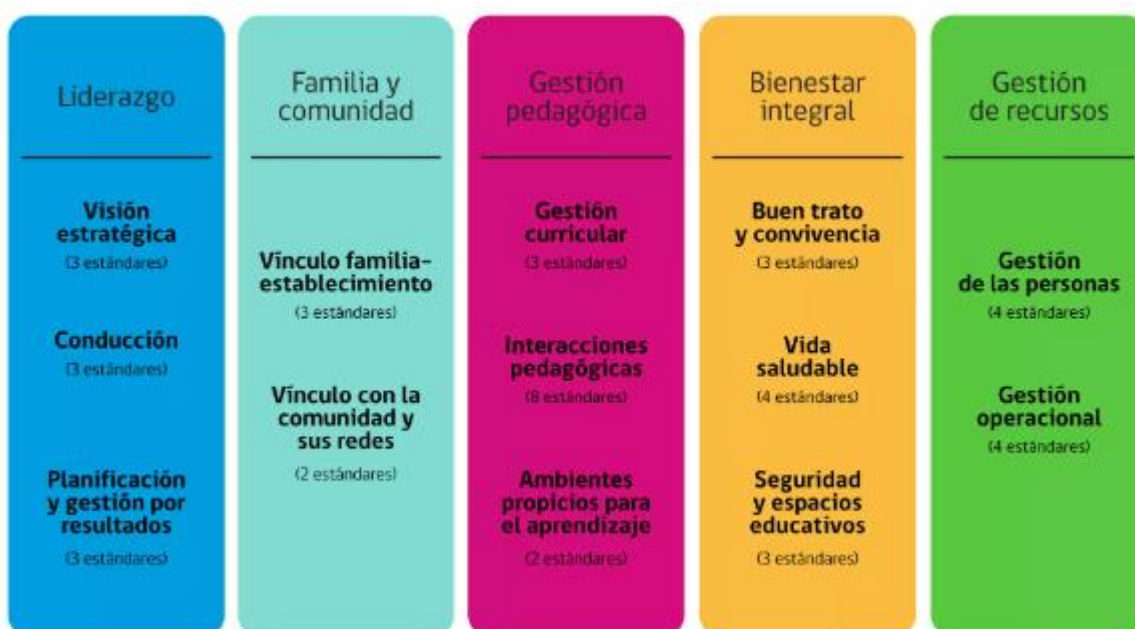 Liderazgo
Visión
estratégica
(3 estándares)
Conducción
(3 estándares)
Planificación
y gestión por
resultados
(3 estándares)
Familia y
comunidad
Vínculo familia-
establecimiento
(3 estándares)
Vínculo con la
comunidad y
sus redes
(2 estándares)
Gestión
pedagógica
Gestión
curricular
(3 estándares)
Interacciones
pedagógicas
(8 estándares)
Ambientes
propicios para
el aprendizaje
(2 estándares)
Bienestar
integral
Buen trato
y convivencia
(3 estándares)
Vida
saludable
(4 estándares)
Seguridad
y espacios
educativos
(3 estándares)
Gestión
de recursos
Gestión
de las personas
(4 estándares)
Gestión
operacional
(4 estándares)